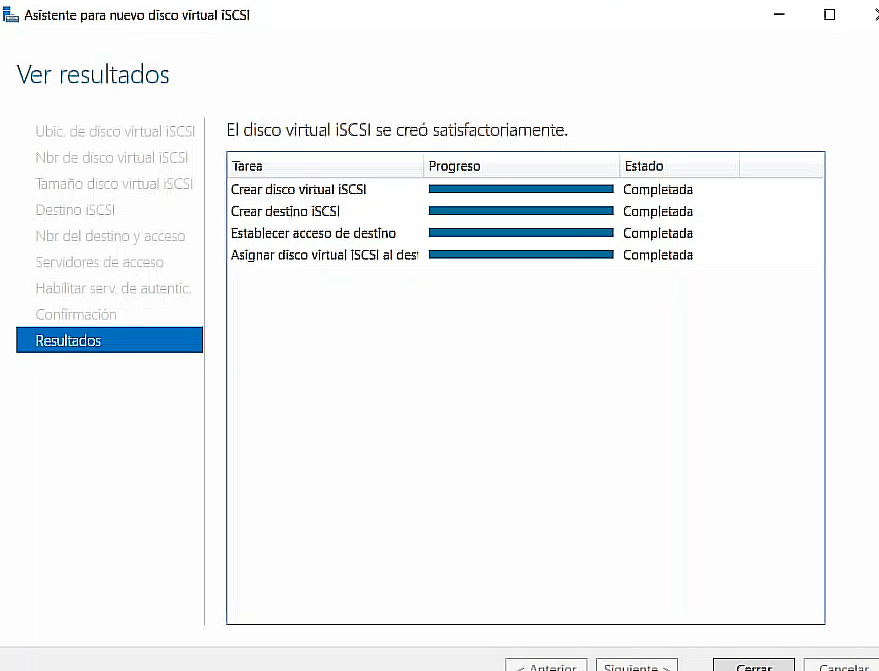 Asistente para nuevo disco virtual iSCSI
Ver resultados
Ubic. de disco virtual iSCSI
Nbr de disco virtual iSCSI
Tamaño disco virtual iSCSI
Destino iSCSI
Nbr del destino y acceso
Servidores de acceso
Habilitar serv. de autentic.
Confirmación
Resultados
El disco virtual iSCSI se creó satisfactoriamente.
Tarea Progreso Estado
Crear disco virtual iSCSI Completada
Crear destino iSCSI Completada
Establecer acceso de destino Completada
Asignar disco virtual iSCSI al dest Completada
< Anterior Siguiente > Cerrar Cancelar